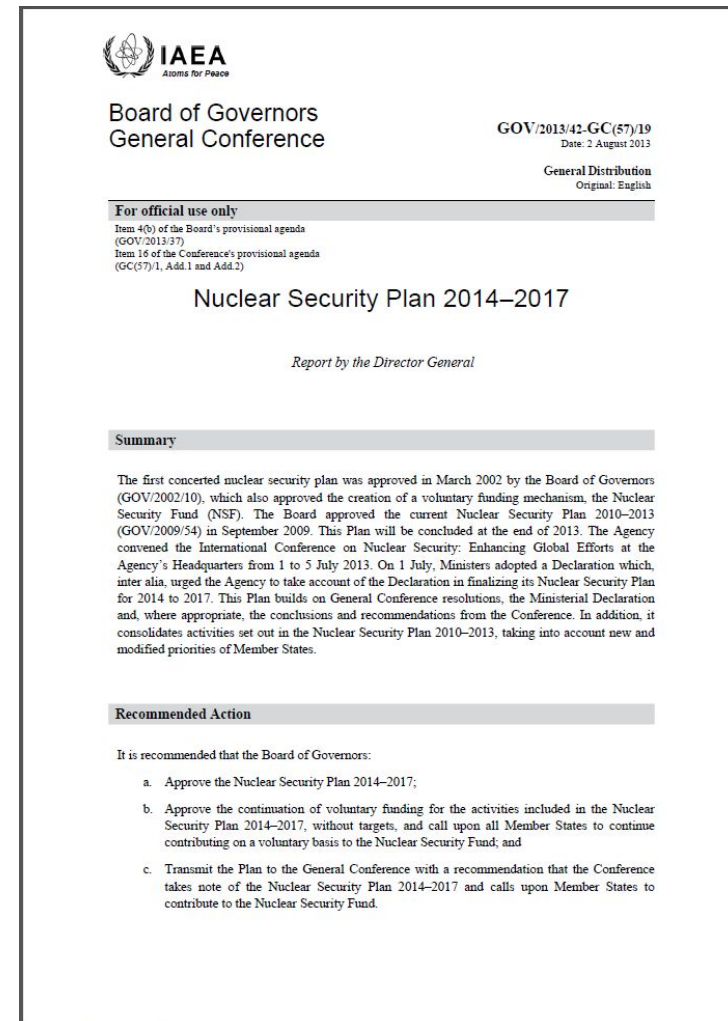 IAEA
Atoms for Peace
Board of Governors
General Conference
GOV/2013/42-GC(57)/19
Date: 2 August 2013
General Distribution
Original: English
For official use only
Item 4(b) of the Board's provisional agenda
(GOV/2013/37)
Item 16 of the Conference's provisional agenda
(GC(57)/1, Add.1 and Add.2)
Nuclear Security Plan 2014–2017
Report by the Director General
Summary
The first concerted nuclear security plan was approved in March 2002 by the Board of Governors
(GOV/2002/10), which also approved the creation of a voluntary funding mechanism, the Nuclear
Security Fund (NSF). The Board approved the current Nuclear Security Plan 2010–2013
(GOV/2009/54) in September 2009. This Plan will be concluded at the end of 2013. The Agency
convened the International Conference on Nuclear Security: Enhancing Global Efforts at the
Agency's Headquarters from 1 to 5 July 2013. On 1 July, Ministers adopted a Declaration which,
inter alia, urged the Agency to take account of the Declaration in finalizing its Nuclear Security Plan
for 2014 to 2017. This Plan builds on General Conference resolutions, the Ministerial Declaration
and, where appropriate, the conclusions and recommendations from the Conference. In addition, it
consolidates activities set out in the Nuclear Security Plan 2010–2013, taking into account new and
modified priorities of Member States.
Recommended Action
It is recommended that the Board of Governors:
a. Approve the Nuclear Security Plan 2014–2017;
b. Approve the continuation of voluntary funding for the activities included in the Nuclear
Security Plan 2014–2017, without targets, and call upon all Member States to continue
contributing on a voluntary basis to the Nuclear Security Fund; and
c. Transmit the Plan to the General Conference with a recommendation that the Conference
takes note of the Nuclear Security Plan 2014–2017 and calls upon Member States to
contribute to the Nuclear Security Fund.